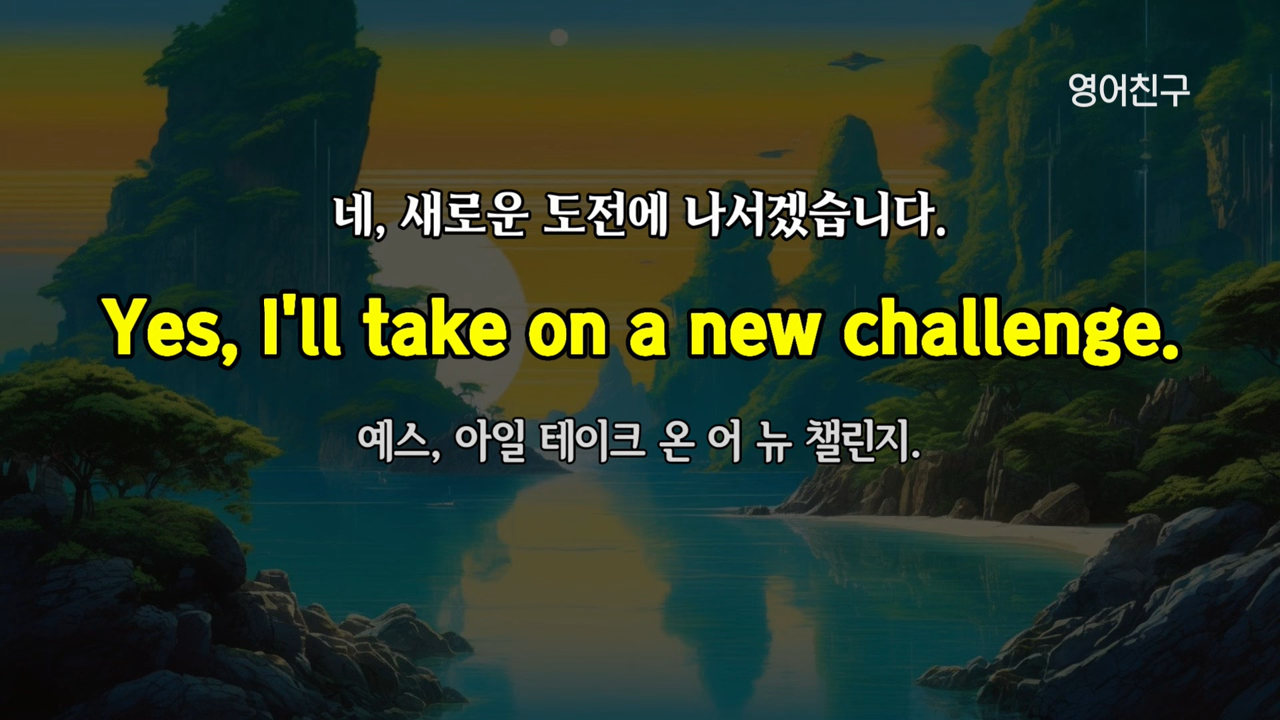 영어친구
네, 새로운 도전에 나서겠습니다.
Yes, I'll take on a new challenge.
예스, 아일 테이크 온 어 뉴 챌린지.